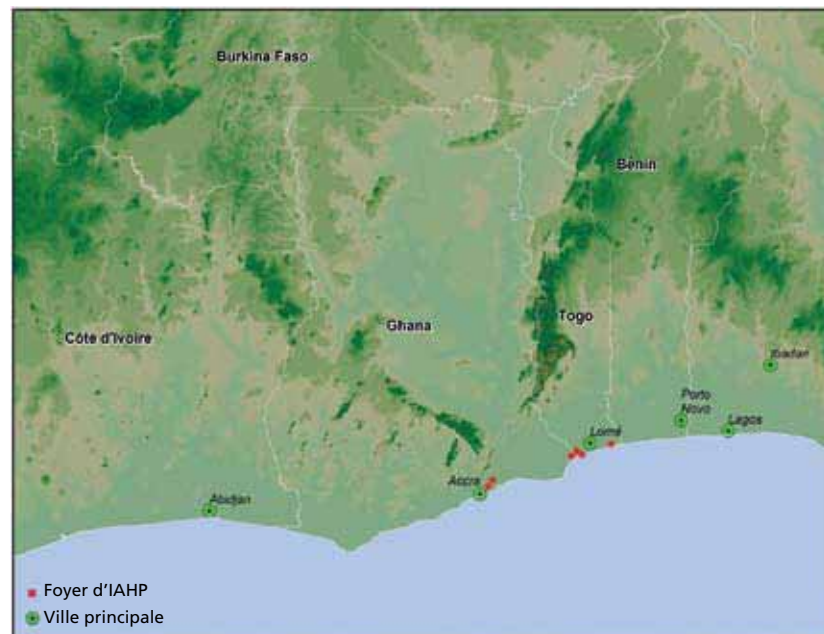 Burkina Faso
Bénin
Ghana
Togo
Côte d'Ivoire
Ibadan
Porto
Novo
Lagos
Lomé
Accra
Abidjan
Foyer d'IAHP
Ville principale